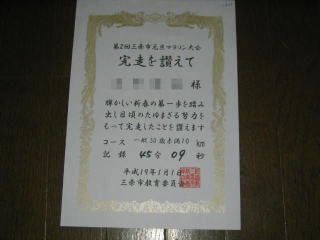 第2回三条市元旦マラソン大会
完走を讃えて
様
輝かしい新春の第一歩を踏み
出し日頃のたゆまざる努力を
もって完走したことを讃えます
コース 一般30歳未満10km
記録 45分09秒
平成19年1月1日
三条市教育委員会